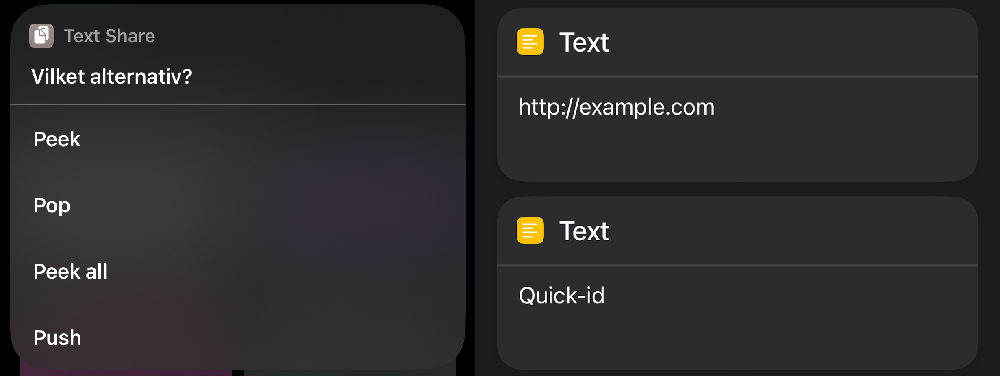 Text Share
Vilket alternativ?
Peek
Pop
Peek all
Push
Text
http://example.com
Text
Quick-id